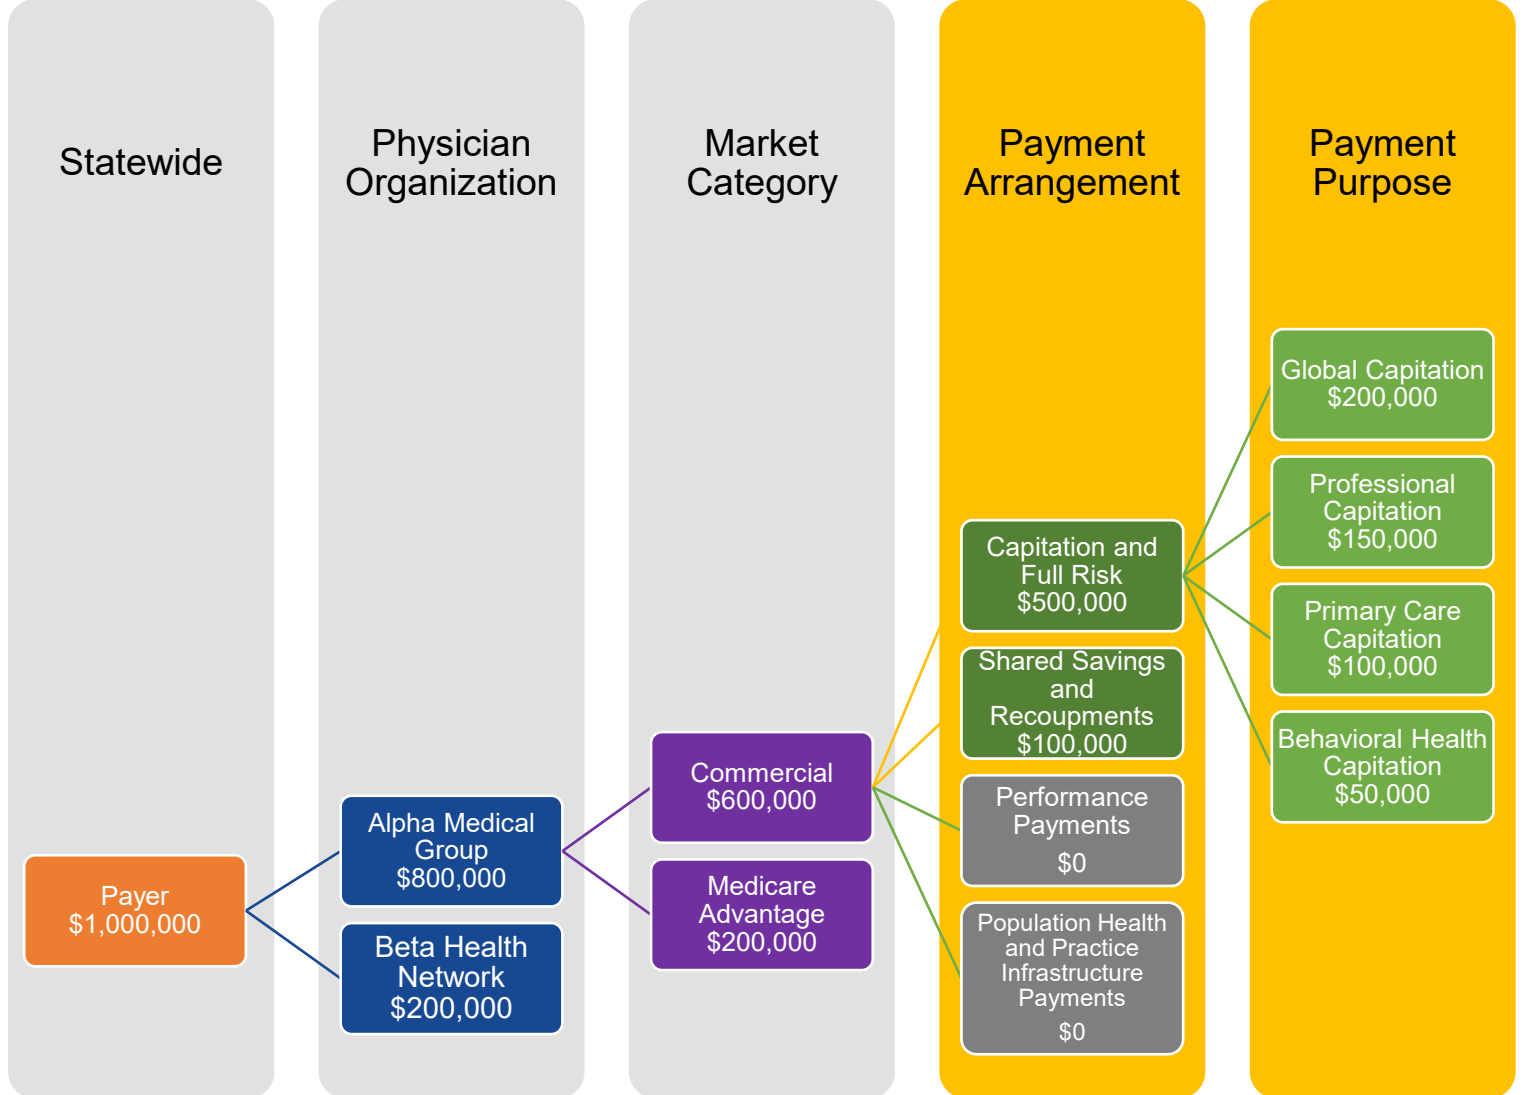 Statewide
Physician
Organization
Market
Category
Payment
Arrangement
Payment
Purpose
Payer
$1,000,000
Alpha Medical
Group
$800,000
Beta Health
Network
$200,000
Commercial
$600,000
Medicare
Advantage
$200,000
Capitation and
Full Risk
$500,000
Shared Savings
and
Recoupments
$100,000
Performance
Payments
$0
Population Health
and Practice
Infrastructure
Payments
$0
Global Capitation
$200,000
Professional
Capitation
$150,000
Primary Care
Capitation
$100,000
Behavioral Health
Capitation
$50,000